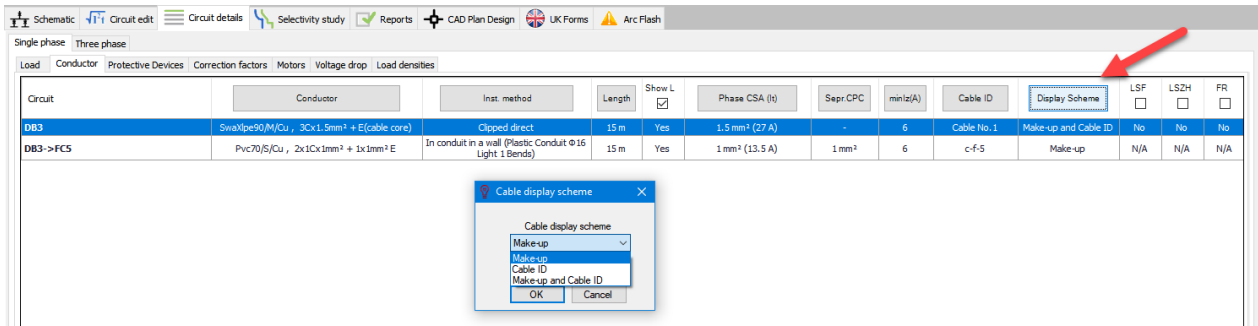 Schematic Circuit edit Circuit details Selectivity study Reports CAD Plan Design UK Forms Arc Flash
Single phase Three phase
Load Conductor Protective Devices Correction factors Motors Voltage drop Load densities
Circuit Conductor Inst. method Length Show L Phase CSA (It) Sepr.CPC minIz(A) Cable ID Display Scheme LSF LSZH FR
DB3 SwaXlpe90/M/Cu , 3Cx1.5mm² + E(cable core) Clipped direct 15 m Yes 1.5 mm² (27 A) - 6 Cable No.1 Make-up and Cable ID No No No
DB3->FC5 Pvc70/S/Cu , 2x1Cx1mm² + 1x1mm² E In conduit in a wall (Plastic Conduit Φ16 Light 1 Bends) 15 m Yes 1 mm² (13.5 A) 1 mm² 6 c-f-5 Make-up N/A N/A N/A
Cable display scheme
Cable display scheme
Make-up
Make-up
Cable ID
Make-up and Cable ID
OK Cancel